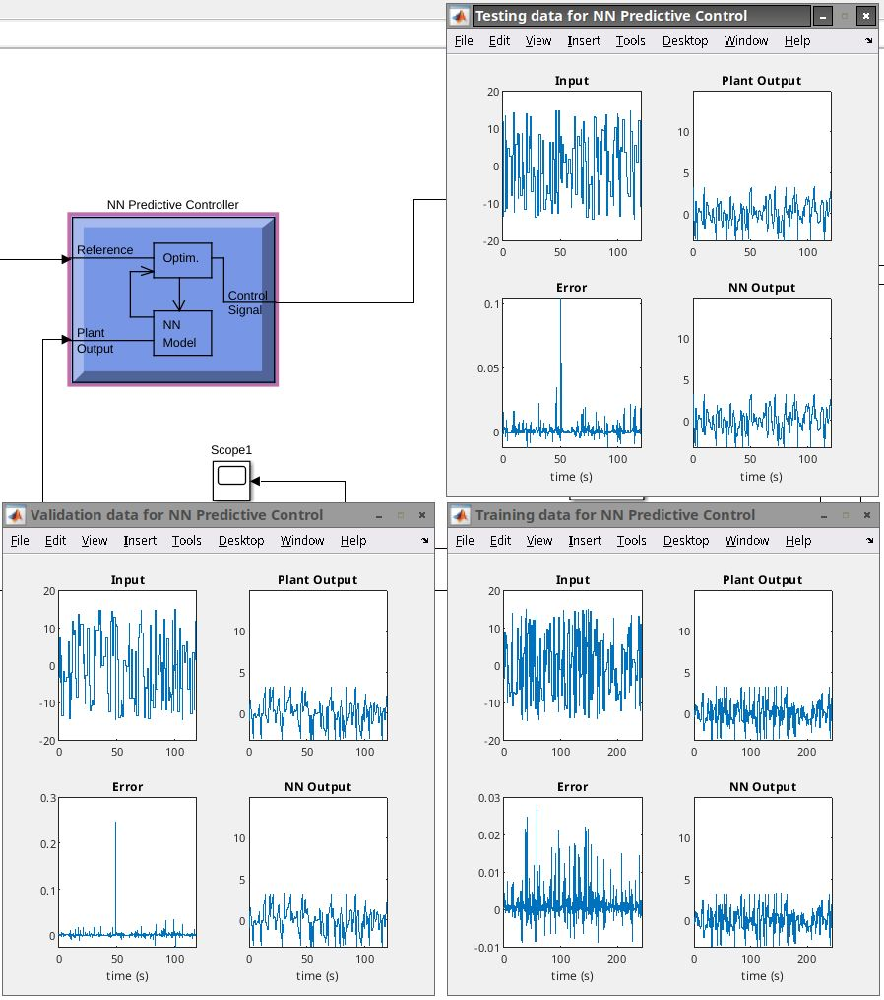 Testing data for NN Predictive Control
File Edit View Insert Tools Desktop Window Help
Input
20
10
0
-10
-20
0 50 100
Plant Output
10
5
0
0 50 100
Error
0.1
0.05
0
0 50 100
time (s)
NN Output
10
5
0
0 50 100
time (s)
NN Predictive Controller
Reference
Optim.
Control
Signal
NN
Model
Plant
Output
Scope1
Validation data for NN Predictive Control
File Edit View Insert Tools Desktop Window Help
Input
20
10
0
-10
-20
0 50 100
Plant Output
10
5
0
0 50 100
Error
0.3
0.2
0.1
0
0 50 100
time (s)
NN Output
10
5
0
0 50 100
time (s)
Training data for NN Predictive Control
File Edit View Insert Tools Desktop Window Help
Input
20
10
0
-10
-20
0 100 200
Plant Output
10
5
0
0 100 200
Error
0.03
0.02
0.01
0
-0.01
0 100 200
time (s)
NN Output
10
5
0
0 100 200
time (s)